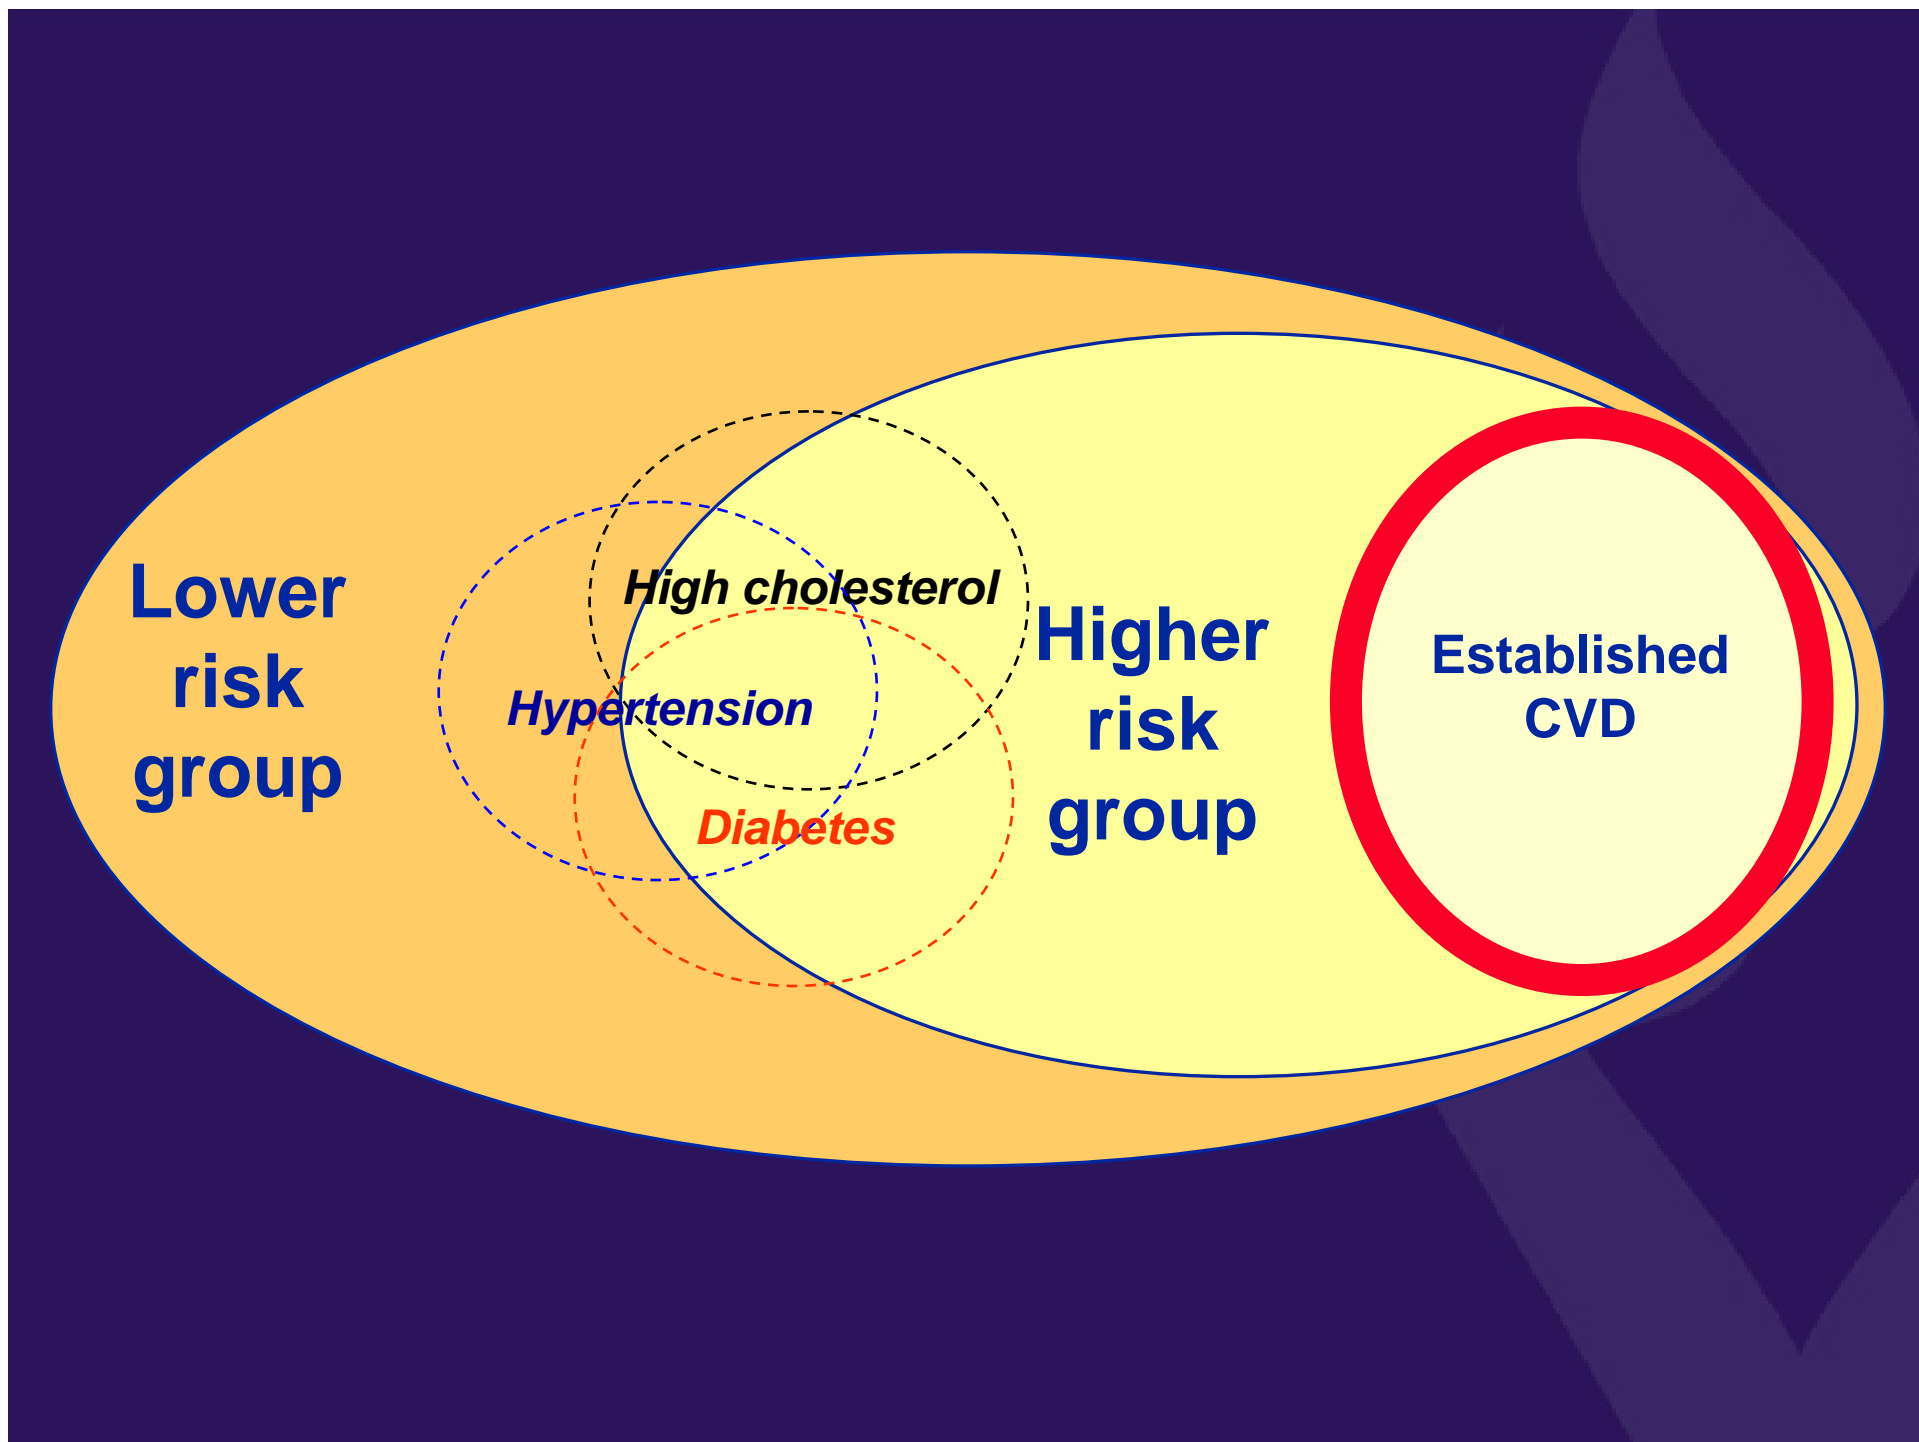 Lower
risk
group
High cholesterol
Hypertension
Diabetes
Higher
risk
group
Established
CVD